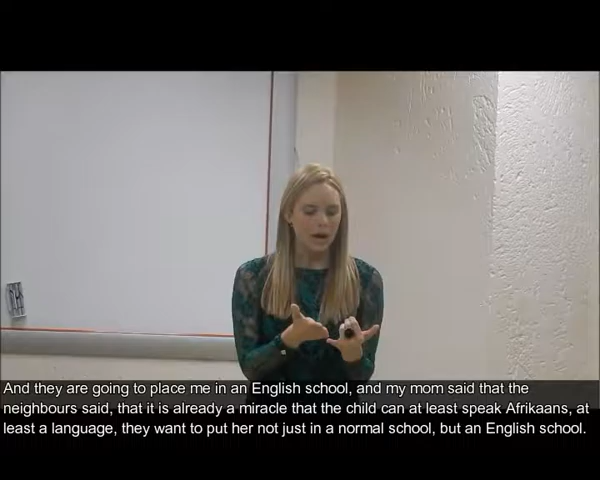 And they are going to place me in an English school, and my mom said that the
neighbours said, that it is already a miracle that the child can at least speak Afrikaans, at
least a language, they want to put her not just in a normal school, but an English school.